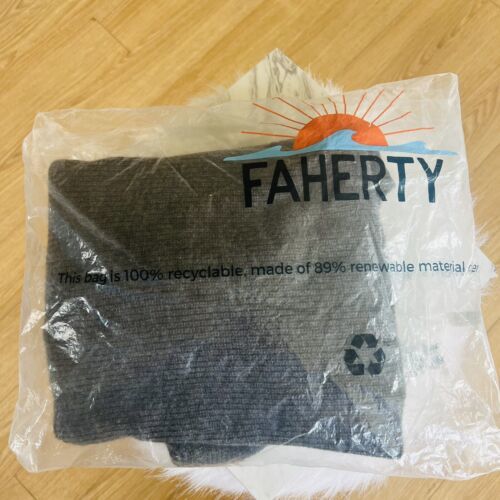 FAHERTY
This bag is 100% recyclable, made of 89% renewable material